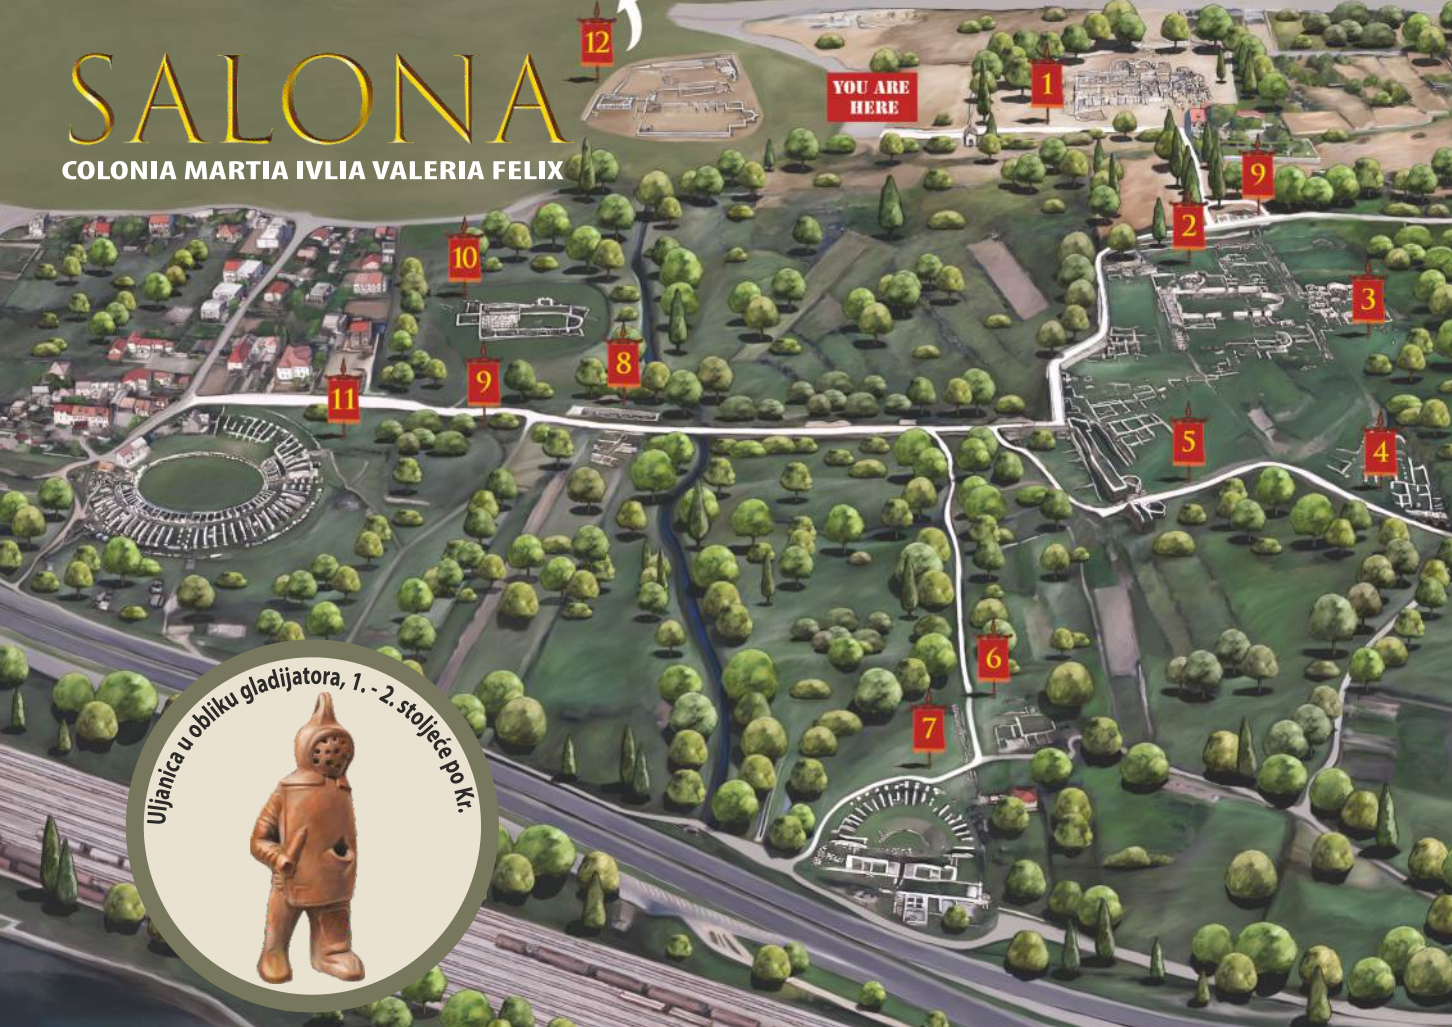 SALONA
COLONIA MARTIA IVLIA VALERIA FELIX
12
YOU ARE
HERE
1
9
2
10
3
8
9
11
5
4
6
7
Uljanica u obliku gladijatora, 1. - 2. stoljeće po Kr.